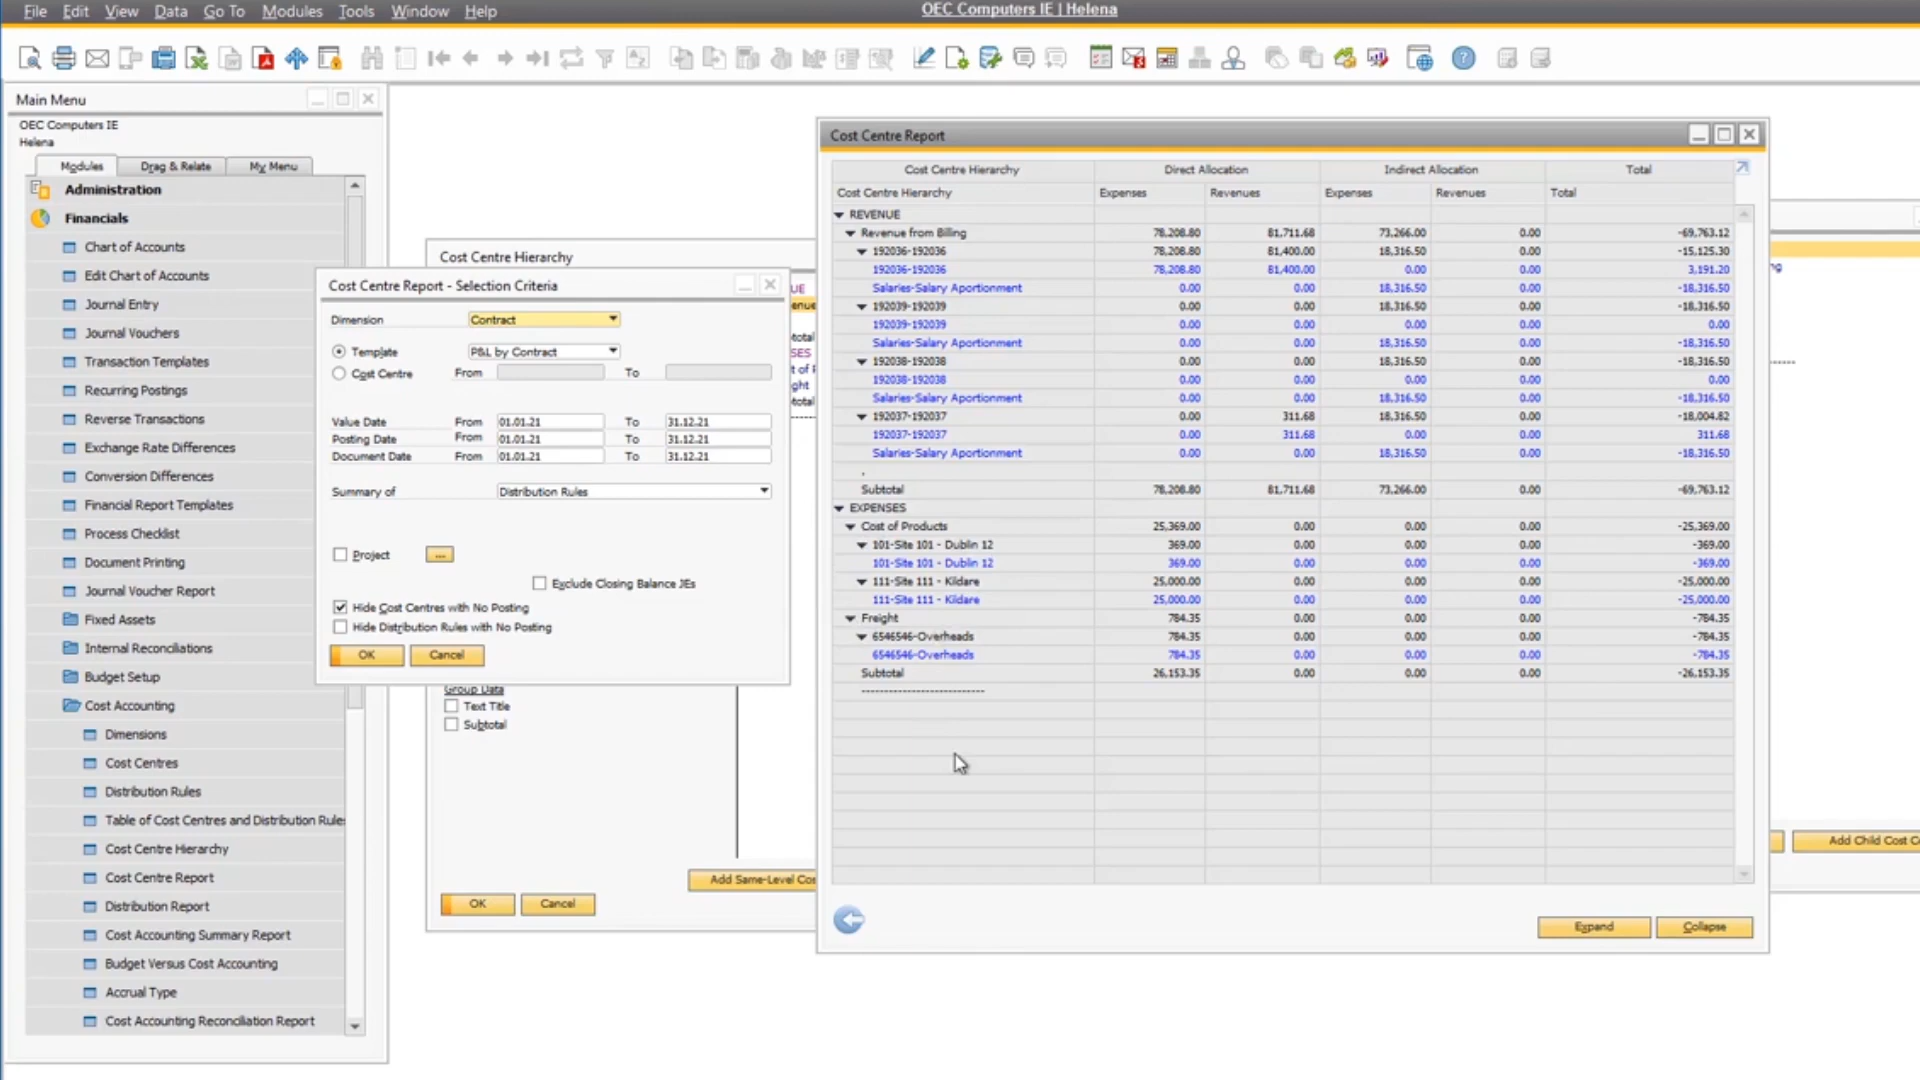 File Edit View Data Go To Modules Tools Window Help
OEC Computers IE | Helena
Main Menu
OEC Computers IE
Helena
Modules Drag & Relate My Menu
Administration
Financials
Chart of Accounts
Edit Chart of Accounts
Journal Entry
Journal Vouchers
Transaction Templates
Recurring Postings
Reverse Transactions
Exchange Rate Differences
Conversion Differences
Financial Report Templates
Process Checklist
Document Printing
Journal Voucher Report
Fixed Assets
Internal Reconciliations
Budget Setup
Cost Accounting
Dimensions
Cost Centres
Distribution Rules
Table of Cost Centres and Distribution Rules
Cost Centre Hierarchy
Cost Centre Report
Distribution Report
Cost Accounting Summary Report
Budget Versus Cost Accounting
Accrual Type
Cost Accounting Reconciliation Report
Cost Centre Hierarchy
Cost Centre Report - Selection Criteria
Dimension Contract
Template P&L by Contract
Cost Centre From To
Value Date From 01.01.21 To 31.12.21
Posting Date From 01.01.21 To 31.12.21
Document Date From 01.01.21 To 31.12.21
Summary of Distribution Rules
Project ...
Exclude Closing Balance JEs
Hide Cost Centres with No Posting
Hide Distribution Rules with No Posting
OK Cancel
Group Data
Text Title
Subtotal
Add Same-Level Cos
OK Cancel
Cost Centre Report
Cost Centre Hierarchy Direct Allocation Indirect Allocation Total
Cost Centre Hierarchy Expenses Revenues Expenses Revenues Total
REVENUE
Revenue from Billing 78,208.80 81,711.68 73,266.00 0.00 -69,763.12
192036-192036 78,208.80 81,400.00 18,316.50 0.00 -15,125.30
192036-192036 78,208.80 81,400.00 0.00 0.00 3,191.20
Salaries-Salary Apportionment 0.00 0.00 18,316.50 0.00 -18,316.50
192039-192039 0.00 0.00 18,316.50 0.00 -18,316.50
192039-192039 0.00 0.00 0.00 0.00 0.00
Salaries-Salary Apportionment 0.00 0.00 18,316.50 0.00 -18,316.50
192038-192038 0.00 0.00 18,316.50 0.00 -18,316.50
192038-192038 0.00 0.00 0.00 0.00 0.00
Salaries-Salary Apportionment 0.00 0.00 18,316.50 0.00 -18,316.50
192037-192037 0.00 311.68 18,316.50 0.00 -18,004.82
192037-192037 0.00 311.68 0.00 0.00 311.68
Salaries-Salary Apportionment 0.00 0.00 18,316.50 0.00 -18,316.50
.
Subtotal 78,208.80 81,711.68 73,266.00 0.00 -69,763.12
EXPENSES
Cost of Products 25,369.00 0.00 0.00 0.00 -25,369.00
101-Site 101 - Dublin 12 369.00 0.00 0.00 0.00 -369.00
101-Site 101 - Dublin 12 369.00 0.00 0.00 0.00 -369.00
111-Site 111 - Kildare 25,000.00 0.00 0.00 0.00 -25,000.00
111-Site 111 - Kildare 25,000.00 0.00 0.00 0.00 -25,000.00
Freight 784.35 0.00 0.00 0.00 -784.35
6546546-Overheads 784.35 0.00 0.00 0.00 -784.35
6546546-Overheads 784.35 0.00 0.00 0.00 -784.35
Subtotal 26,153.35 0.00 0.00 0.00 -26,153.35
----------------------------
Expand Collapse
Add Child Cost C